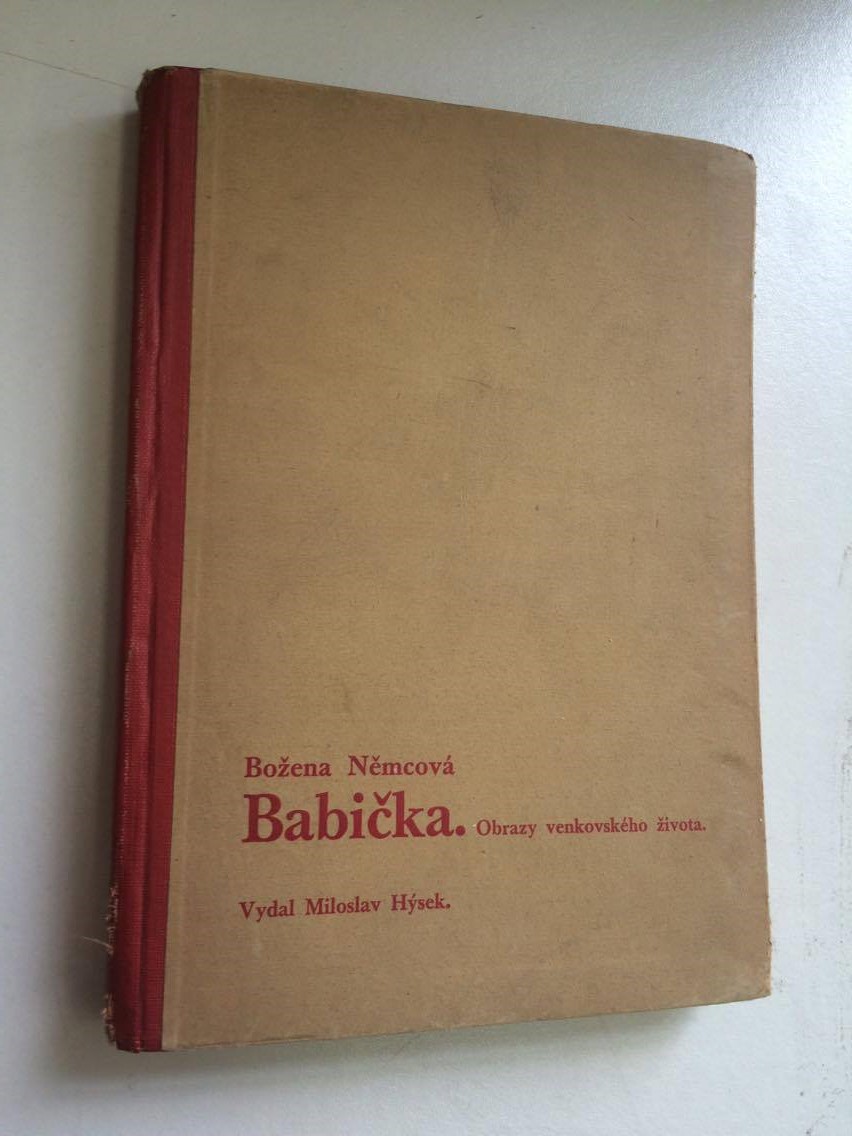 Božena Němcová
Babička. Obrazy venkovského života.
Vydal Miloslav Hýsek.